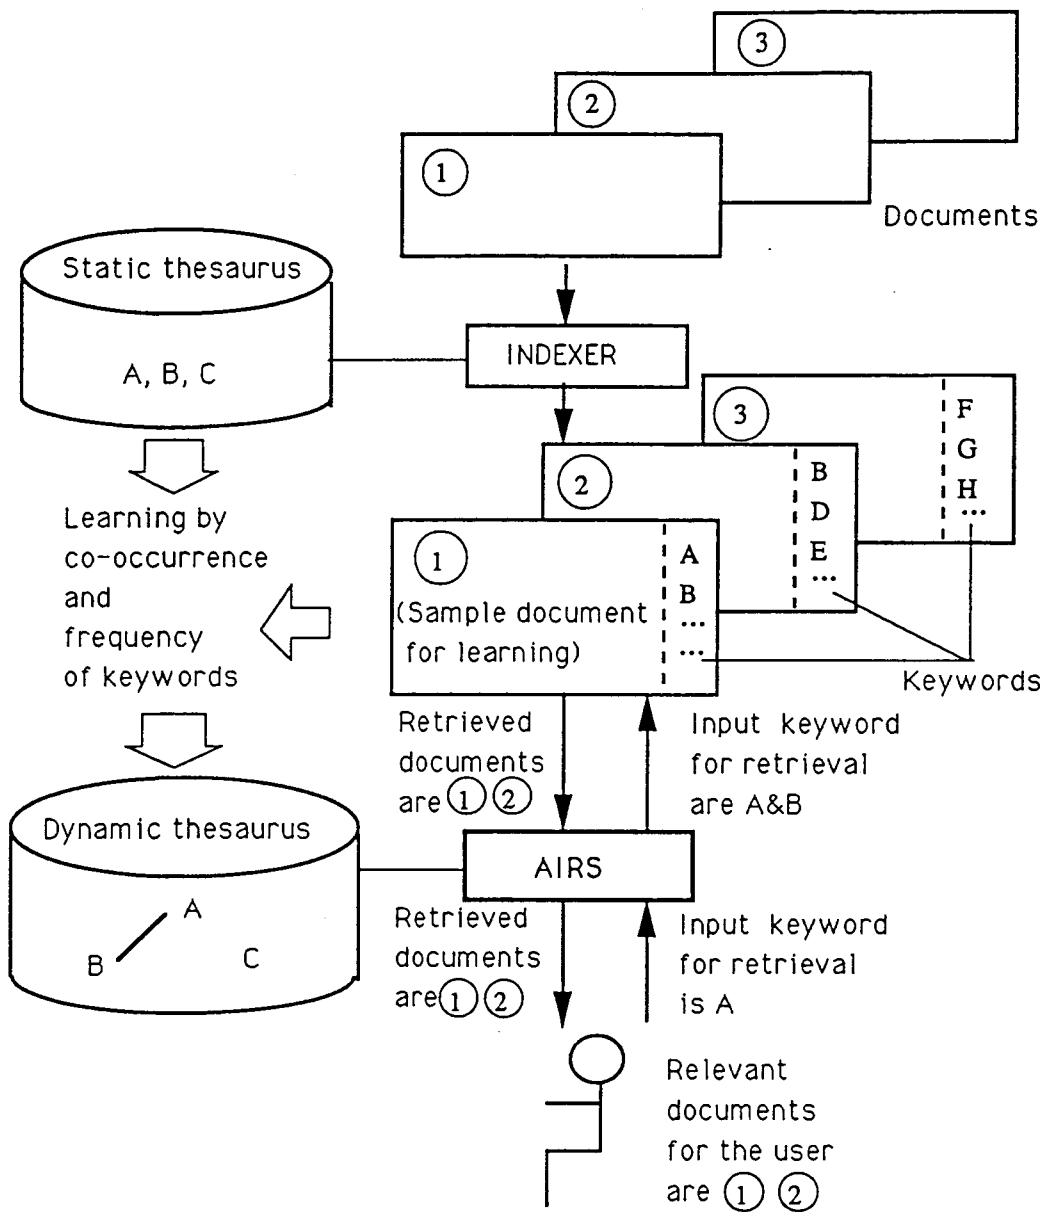 3
2
1
Documents
Static thesaurus
A, B, C
INDEXER
3
F
G
H
...
2
B
D
E
...
1
(Sample document
for learning)
A
B
...
...
Keywords
Learning by
co-occurrence
and
frequency
of keywords
Retrieved
documents
are 1 2
Input keyword
for retrieval
are A&B
Dynamic thesaurus
A
B
C
AIRS
Retrieved
documents
are 1 2
Input keyword
for retrieval
is A
Relevant
documents
for the user
are 1 2